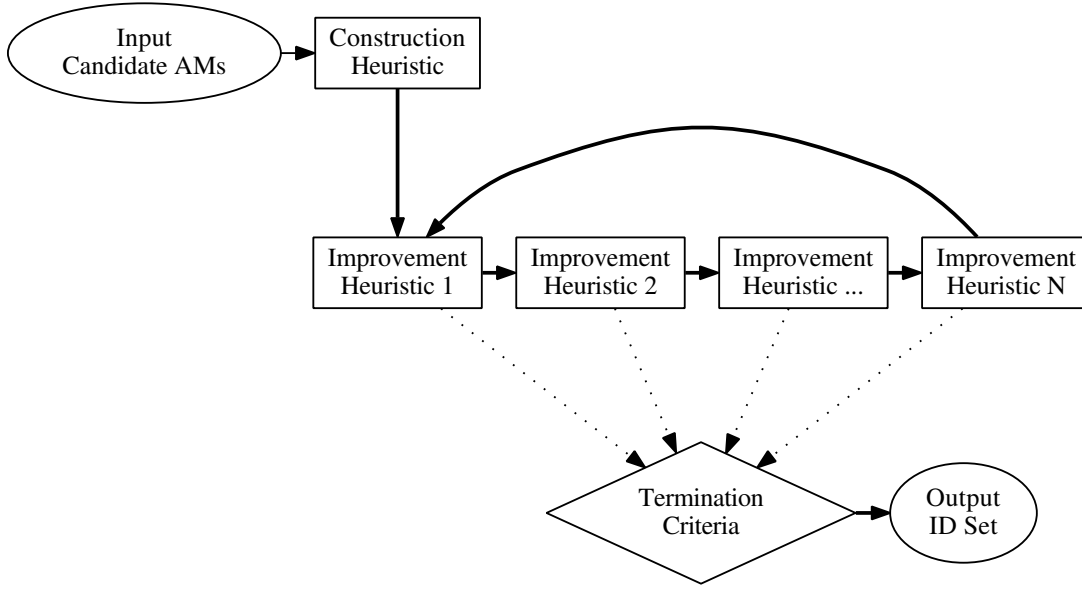 Input
Candidate AMs
Construction
Heuristic
Improvement
Heuristic 1
Improvement
Heuristic 2
Improvement
Heuristic ...
Improvement
Heuristic N
Termination
Criteria
Output
ID Set